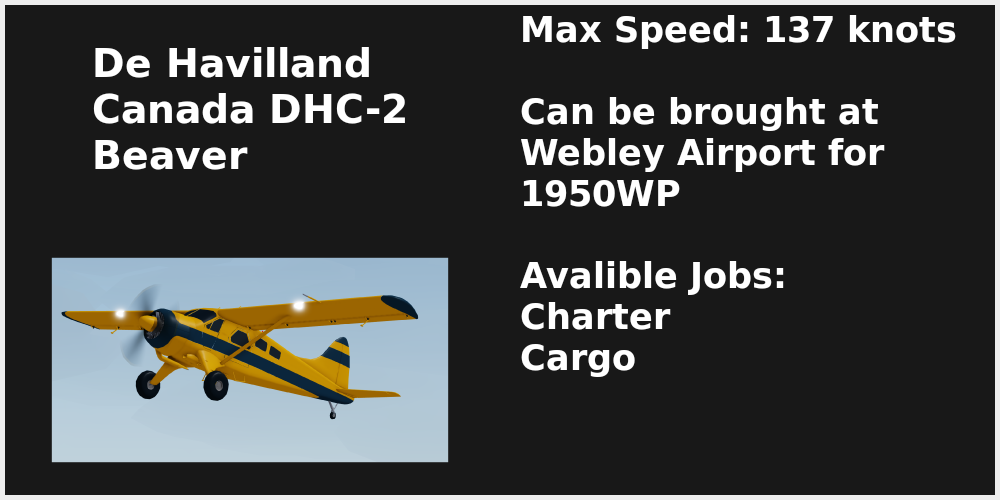 De Havilland
Canada DHC-2
Beaver
Max Speed: 137 knots
Can be brought at
Webley Airport for
1950WP
Avalible Jobs:
Charter
Cargo